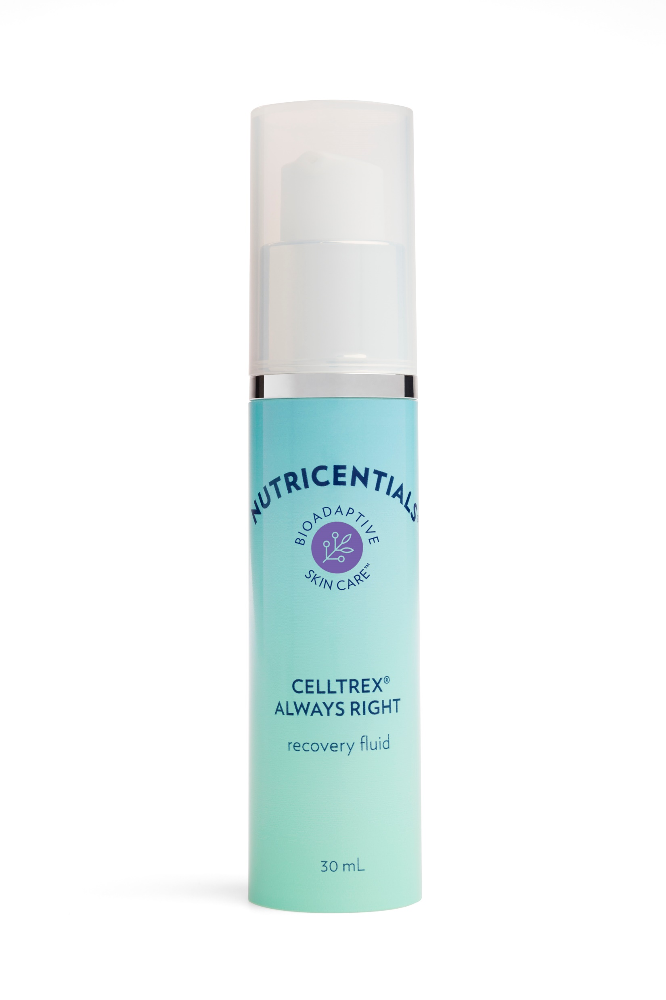 NUTRICENTIALS®
BIOADAPTIVE
SKIN CARE™
CELLTREX®
ALWAYS RIGHT
recovery fluid
30 mL